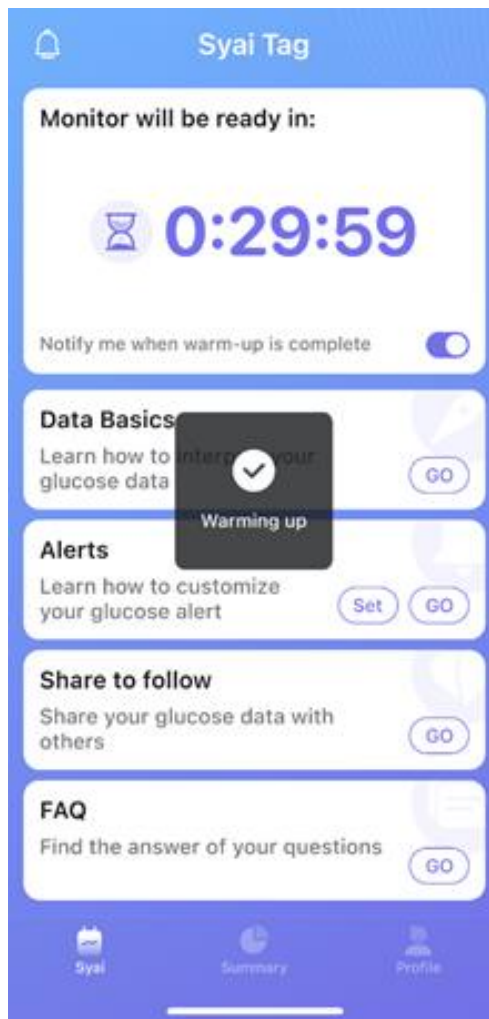 Syai Tag
Monitor will be ready in:
0:29:59
Notify me when warm-up is complete
Data Basics
Learn how to interpret your
glucose data
GO
Warming up
Alerts
Learn how to customize
your glucose alert
Set
GO
Share to follow
Share your glucose data with
others
GO
FAQ
Find the answer of your questions
GO
Syai
Summary
Profile